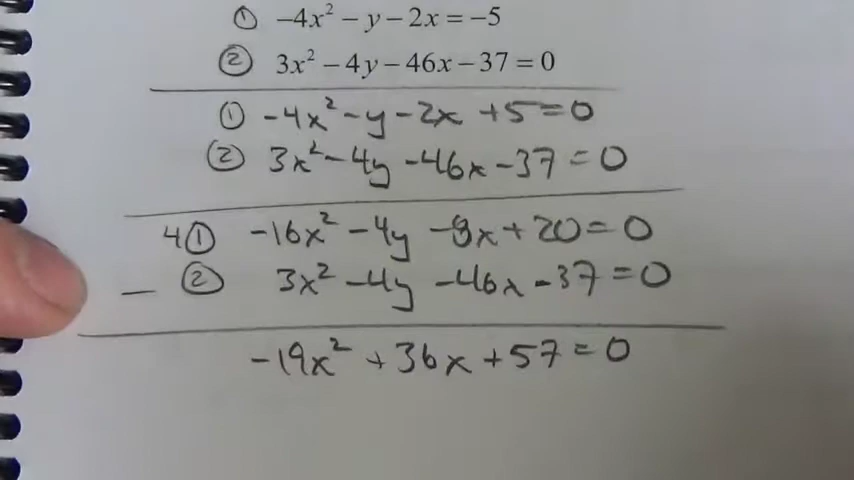 ① −4x² − y − 2x = −5
② 3x² − 4y − 46x − 37 = 0
① -4x² - y - 2x + 5 = 0
② 3x² - 4y - 46x - 37 = 0
4① -16x² - 4y - 8x + 20 = 0
- ② 3x² - 4y - 46x - 37 = 0
-19x² + 36x + 57 = 0